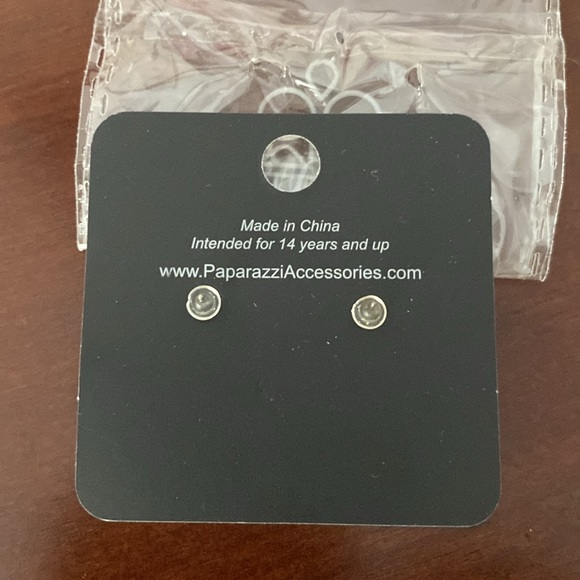 Made in China
Intended for 14 years and up
www.PaparazziAccessories.com